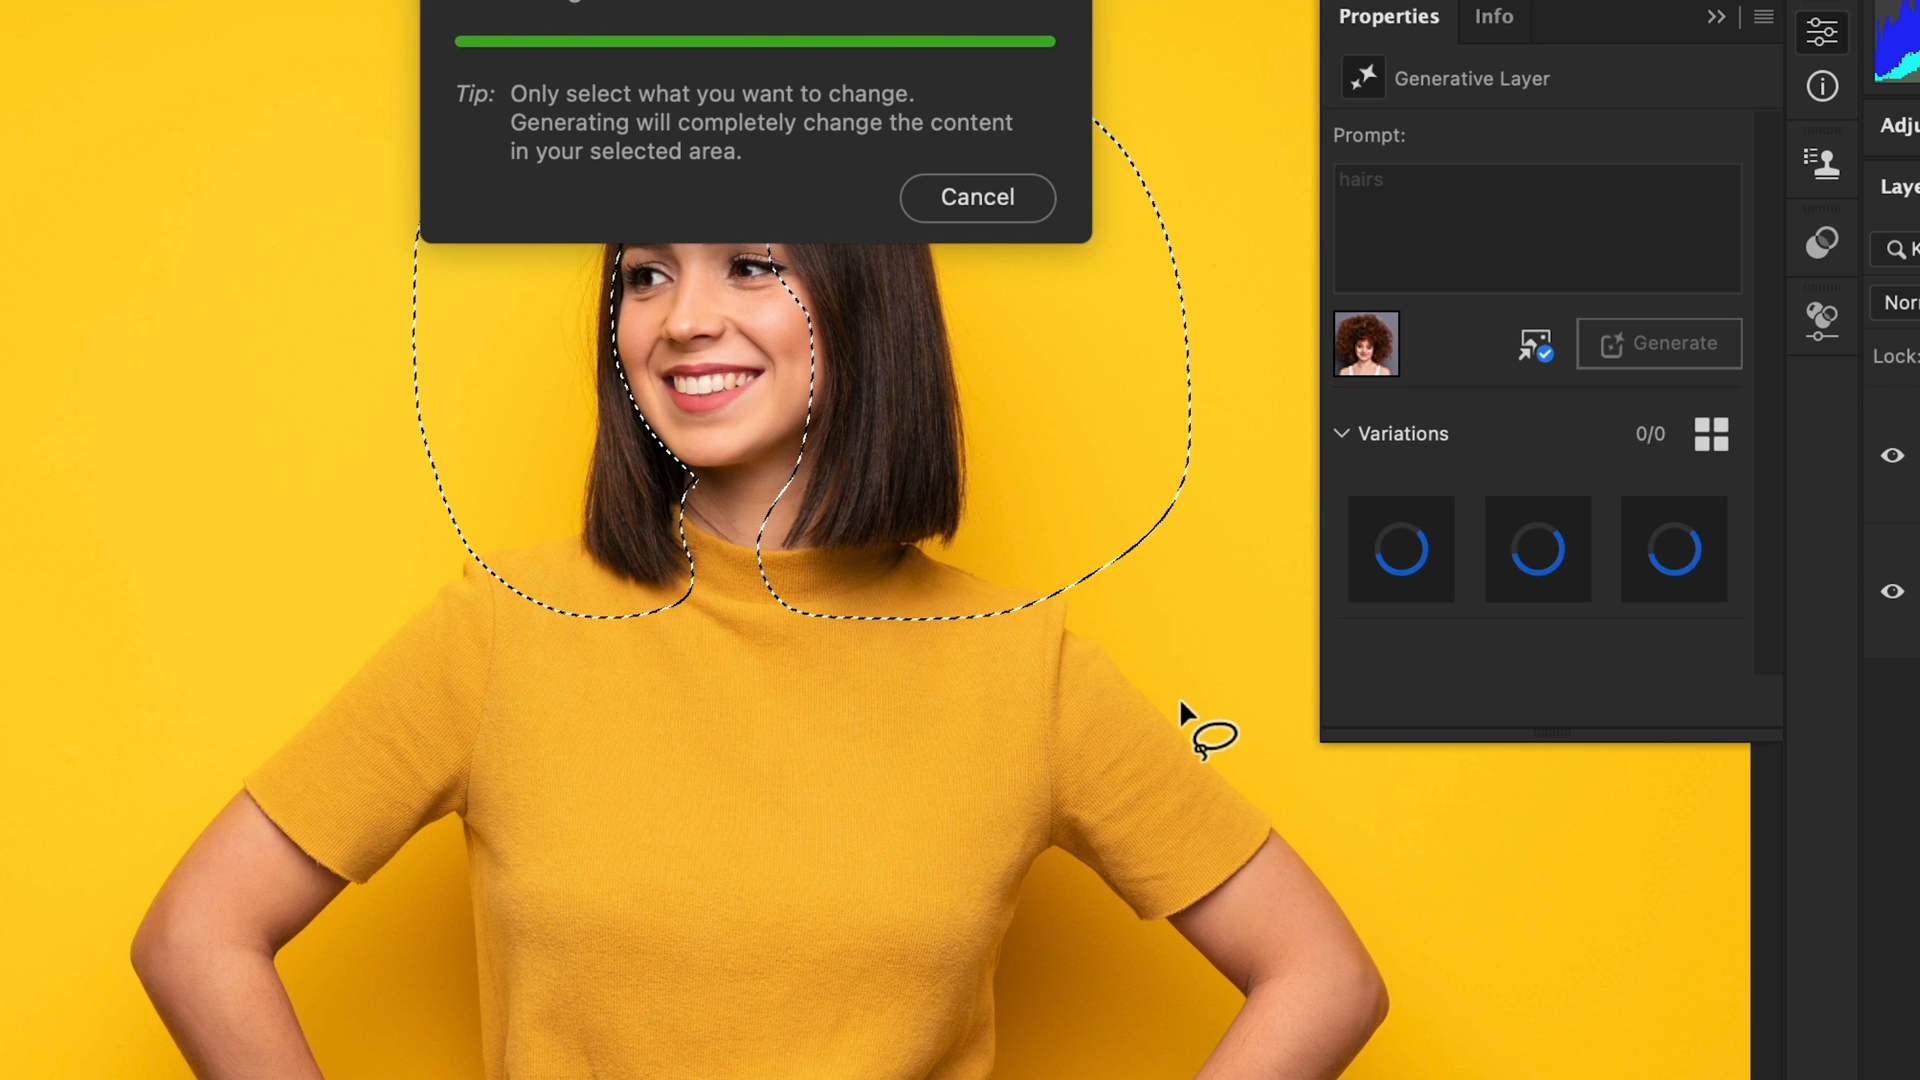 Tip: Only select what you want to change.
Generating will completely change the content
in your selected area.
Cancel
Properties
Info
Generative Layer
Prompt:
hairs
Generate
Variations
0/0
Adju
Laye
K
Nor
Lock: